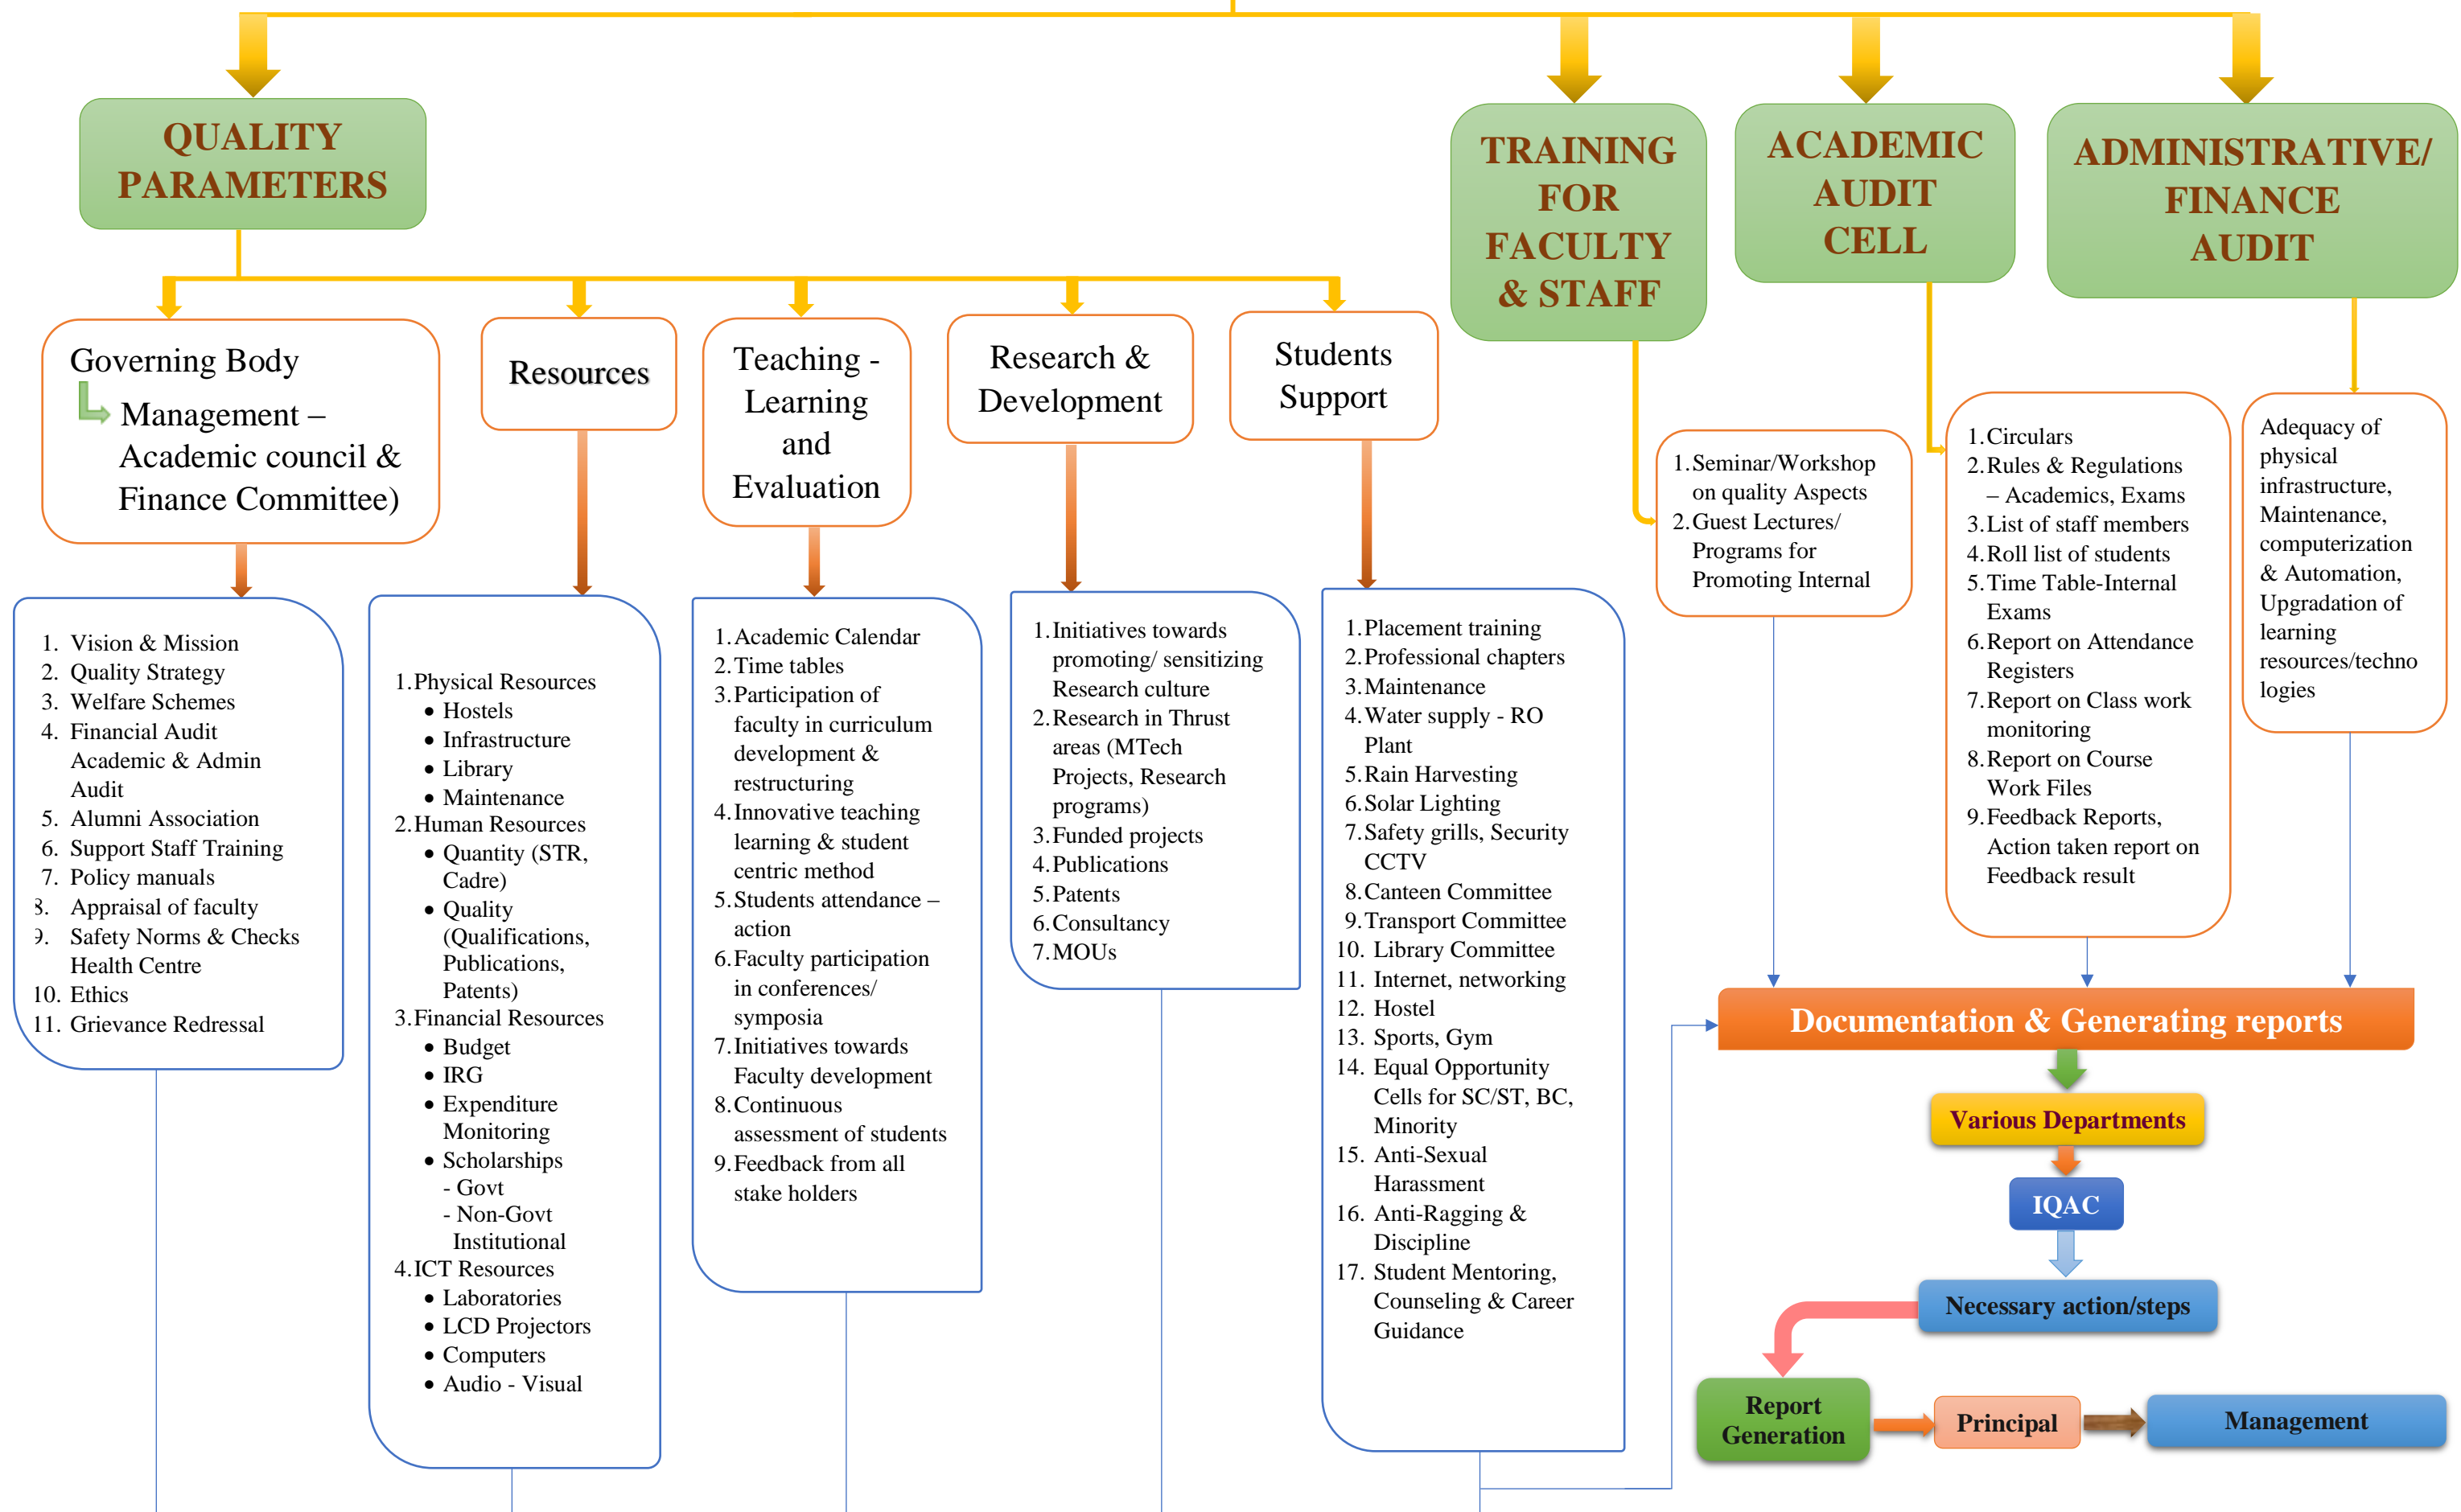 QUALITY
PARAMETERS
TRAINING
FOR
FACULTY
& STAFF
ACADEMIC
AUDIT
CELL
ADMINISTRATIVE/
FINANCE
AUDIT
Governing Body
Management –
Academic council &
Finance Committee)
Resources
Teaching -
Learning
and
Evaluation
Research &
Development
Students
Support
1. Vision & Mission
2. Quality Strategy
3. Welfare Schemes
4. Financial Audit
Academic & Admin
Audit
5. Alumni Association
6. Support Staff Training
7. Policy manuals
8. Appraisal of faculty
9. Safety Norms & Checks
Health Centre
10. Ethics
11. Grievance Redressal
1.Physical Resources
• Hostels
• Infrastructure
• Library
• Maintenance
2.Human Resources
• Quantity (STR,
Cadre)
• Quality
(Qualifications,
Publications,
Patents)
3.Financial Resources
• Budget
• IRG
• Expenditure
Monitoring
• Scholarships
- Govt
- Non-Govt
Institutional
4.ICT Resources
• Laboratories
• LCD Projectors
• Computers
• Audio - Visual
1.Academic Calendar
2.Time tables
3.Participation of
faculty in curriculum
development &
restructuring
4.Innovative teaching
learning & student
centric method
5.Students attendance –
action
6.Faculty participation
in conferences/
symposia
7.Initiatives towards
Faculty development
8.Continuous
assessment of students
9.Feedback from all
stake holders
1.Initiatives towards
promoting/ sensitizing
Research culture
2.Research in Thrust
areas (MTech
Projects, Research
programs)
3.Funded projects
4.Publications
5.Patents
6.Consultancy
7.MOUs
1.Placement training
2.Professional chapters
3.Maintenance
4.Water supply - RO
Plant
5.Rain Harvesting
6.Solar Lighting
7.Safety grills, Security
CCTV
8.Canteen Committee
9.Transport Committee
10. Library Committee
11. Internet, networking
12. Hostel
13. Sports, Gym
14. Equal Opportunity
Cells for SC/ST, BC,
Minority
15. Anti-Sexual
Harassment
16. Anti-Ragging &
Discipline
17. Student Mentoring,
Counseling & Career
Guidance
1.Seminar/Workshop
on quality Aspects
2.Guest Lectures/
Programs for
Promoting Internal
1.Circulars
2.Rules & Regulations
– Academics, Exams
3.List of staff members
4.Roll list of students
5.Time Table-Internal
Exams
6.Report on Attendance
Registers
7.Report on Class work
monitoring
8.Report on Course
Work Files
9.Feedback Reports,
Action taken report on
Feedback result
Adequacy of
physical
infrastructure,
Maintenance,
computerization
& Automation,
Upgradation of
learning
resources/techno
logies
Documentation & Generating reports
Various Departments
IQAC
Necessary action/steps
Report
Generation
Principal
Management